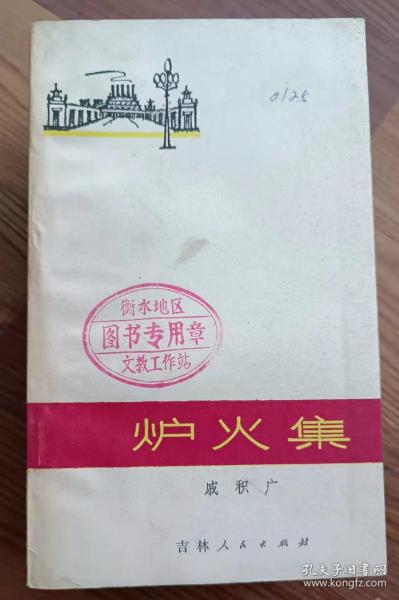 0125
衡水地区
图书专用章
文教工作站
炉火集
戚积广
吉林人民出版社
孔夫子旧书网
www.kongfz.com